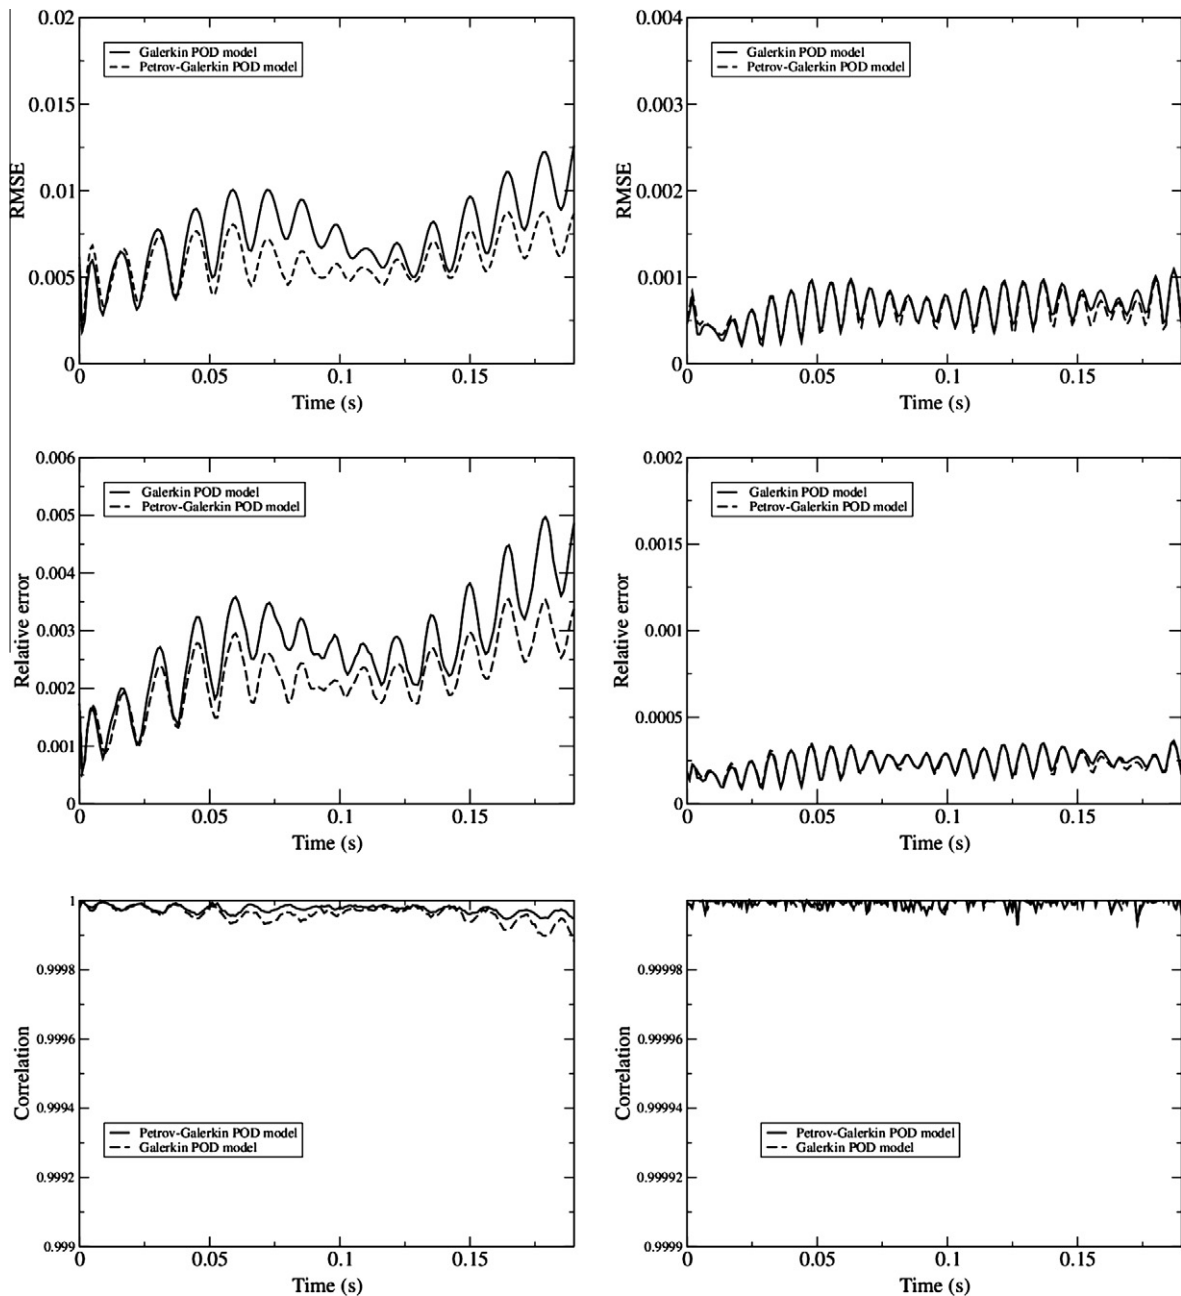 0.02
Galerkin POD model
Petrov-Galerkin POD model
0.015
0.01
0.005
0
RMSE
0 0.05 0.1 0.15
Time (s)
0.004
Galerkin POD model
Petrov-Galerkin POD model
0.003
0.002
0.001
0
RMSE
0 0.05 0.1 0.15
Time (s)
0.006
Galerkin POD model
Petrov-Galerkin POD model
0.005
0.004
0.003
0.002
0.001
0
Relative error
0 0.05 0.1 0.15
Time (s)
0.002
Galerkin POD model
Petrov-Galerkin POD model
0.0015
0.001
0.0005
0
Relative error
0 0.05 0.1 0.15
Time (s)
1
0.9998
0.9996
0.9994
Petrov-Galerkin POD model
Galerkin POD model
0.9992
0.999
Correlation
0 0.05 0.1 0.15
Time (s)
0.99998
0.99996
0.99994
Petrov-Galerkin POD model
Galerkin POD model
0.99992
0.9999
Correlation
0 0.05 0.1 0.15
Time (s)